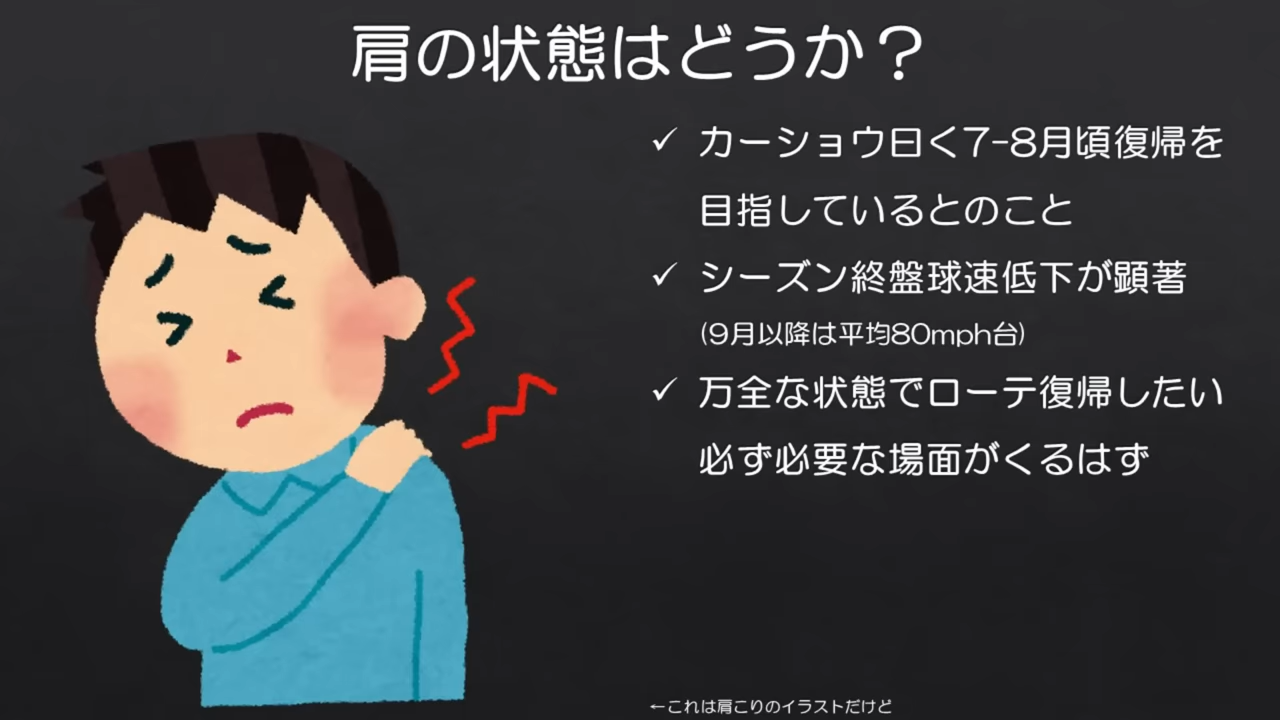 肩の状態はどうか？
✓ カーショウ曰く7-8月頃復帰を
目指しているとのこと
✓ シーズン終盤球速低下が顕著
(9月以降は平均80mph台)
✓ 万全な状態でローテ復帰したい
必ず必要な場面がくるはず
←これは肩こりのイラストだけど